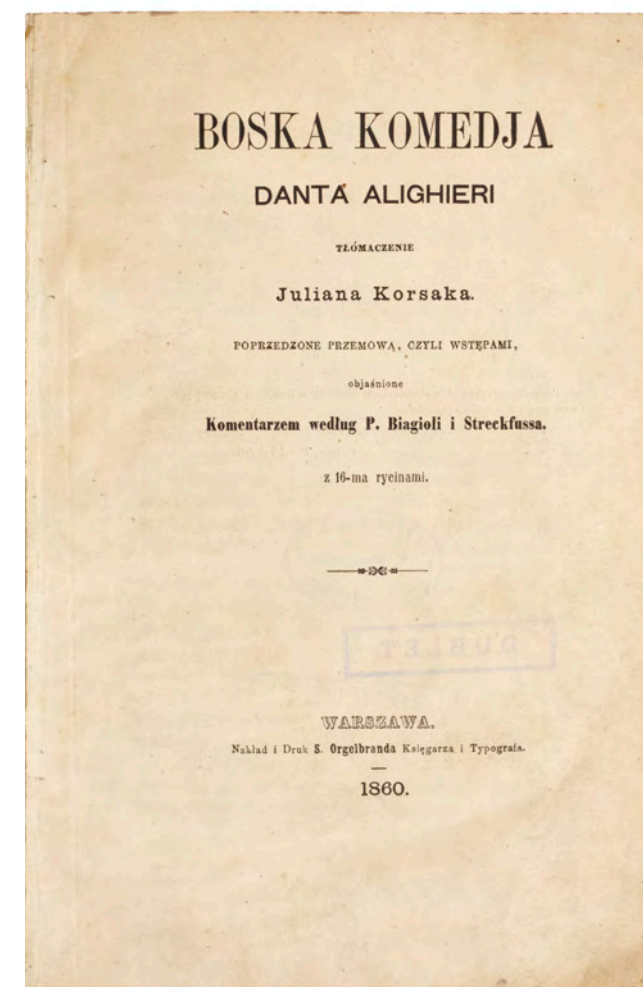 BOSKA KOMEDJA
DANTA ALIGHIERI
TŁÓMACZENIE
Juliana Korsaka.
POPRZEDZONE PRZEMOWĄ, CZYLI WSTĘPAMI,
objaśnione
Komentarzem według P. Biagioli i Streckfussa.
z 16-ma rycinami.
DUBLET
WARSZAWA.
Nakład i Druk S. Orgelbranda Księgarza i Typografa.
1860.